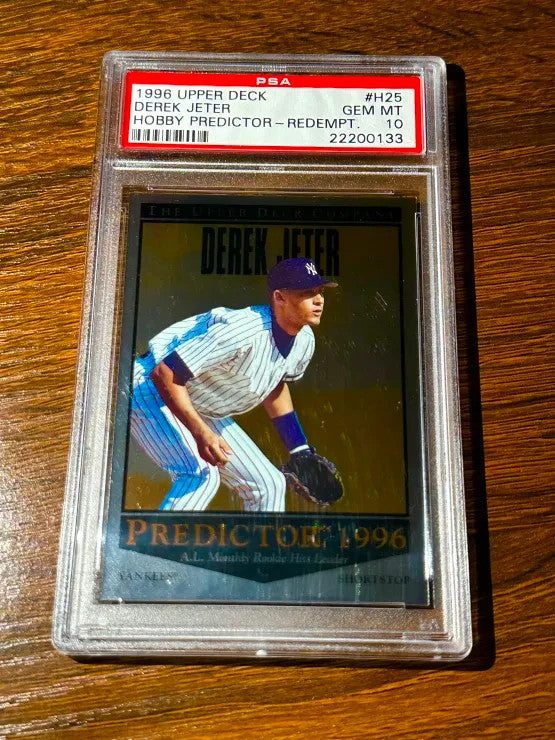 PSA
1996 UPPER DECK #H25
DEREK JETER GEM MT
HOBBY PREDICTOR-REDEMPT. 10
22200133
THE UPPER DECK COMPANY
DEREK JETER
NY
PREDICTOR 1996
A.L. Monthly Rookie Hits Leader
YANKEES SHORTSTOP